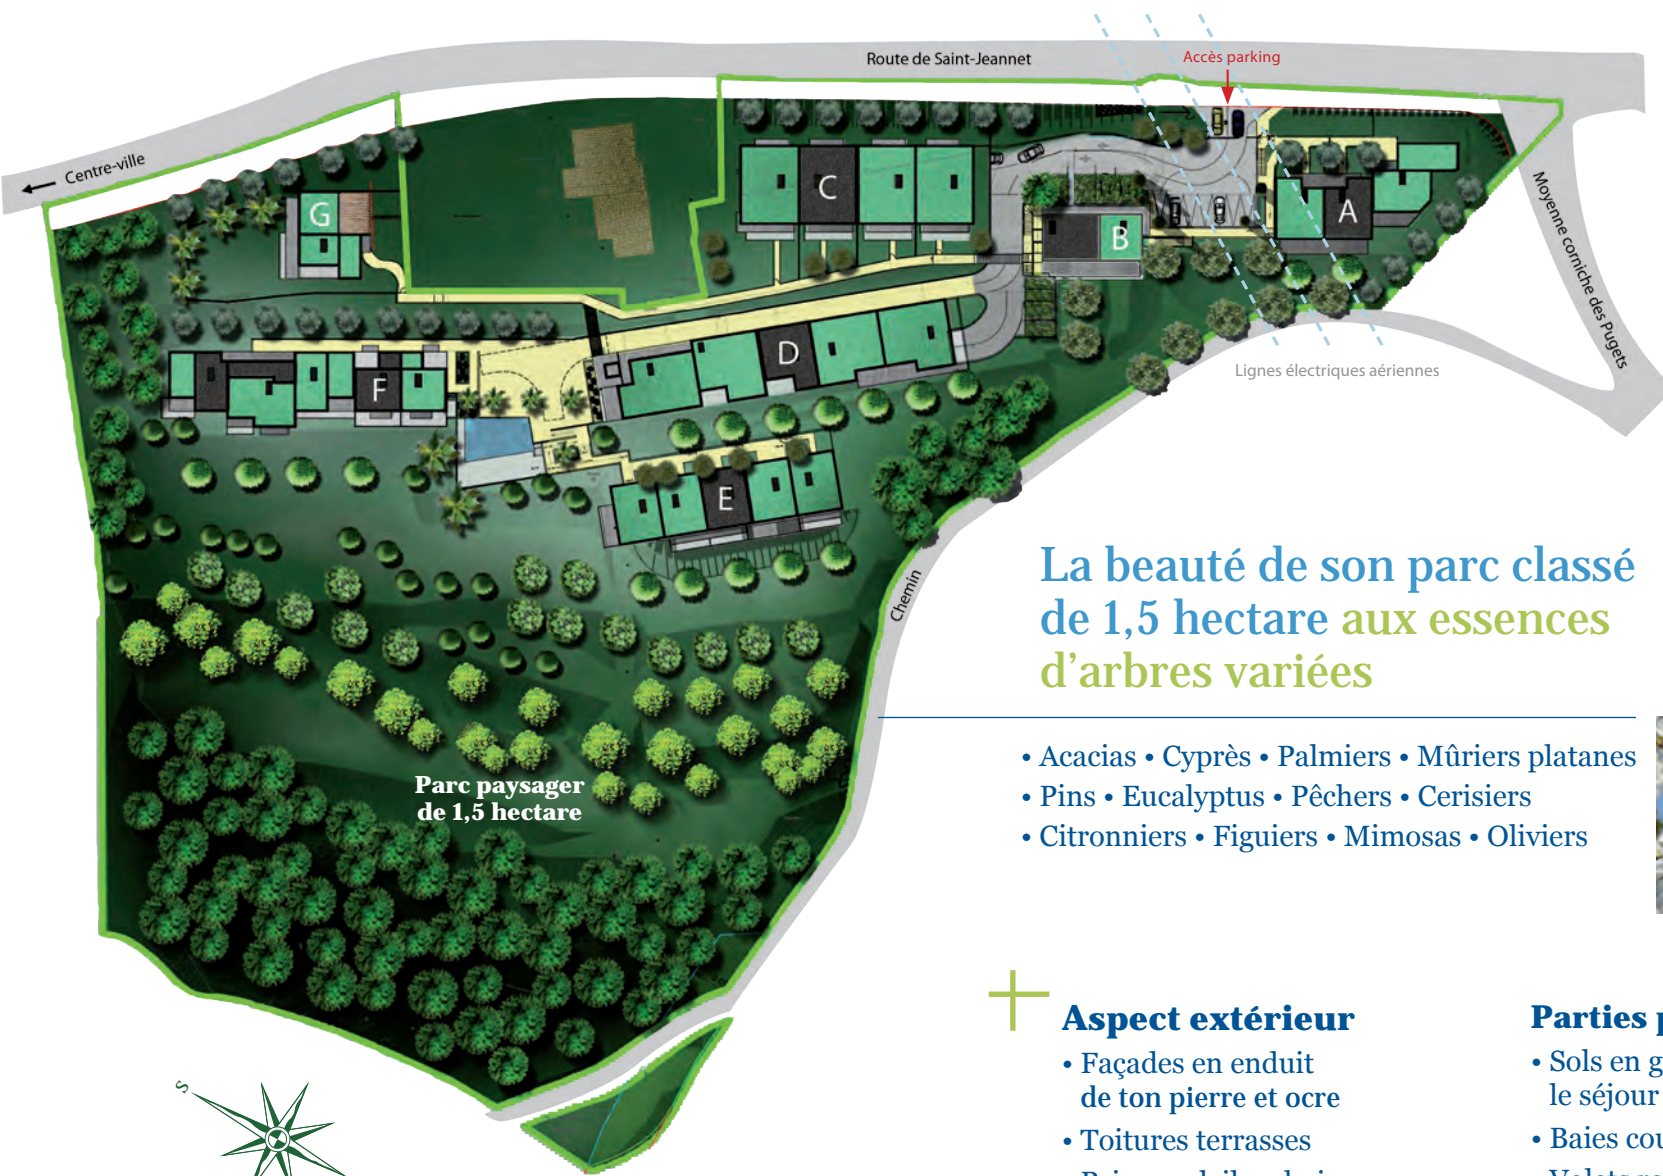 Route de Saint-Jeannet
Accès parking
Centre-ville
Moyenne corniche des Pugets
G
C
B
A
D
F
E
Lignes électriques aériennes
Chemin
La beauté de son parc classé
de 1,5 hectare aux essences
d’arbres variées
• Acacias • Cyprès • Palmiers • Mûriers platanes
• Pins • Eucalyptus • Pêchers • Cerisiers
• Citronniers • Figuiers • Mimosas • Oliviers
Parc paysager
de 1,5 hectare
Aspect extérieur
• Façades en enduit
de ton pierre et ocre
• Toitures terrasses
Parties
• Sols en
le séjour
• Baies
S